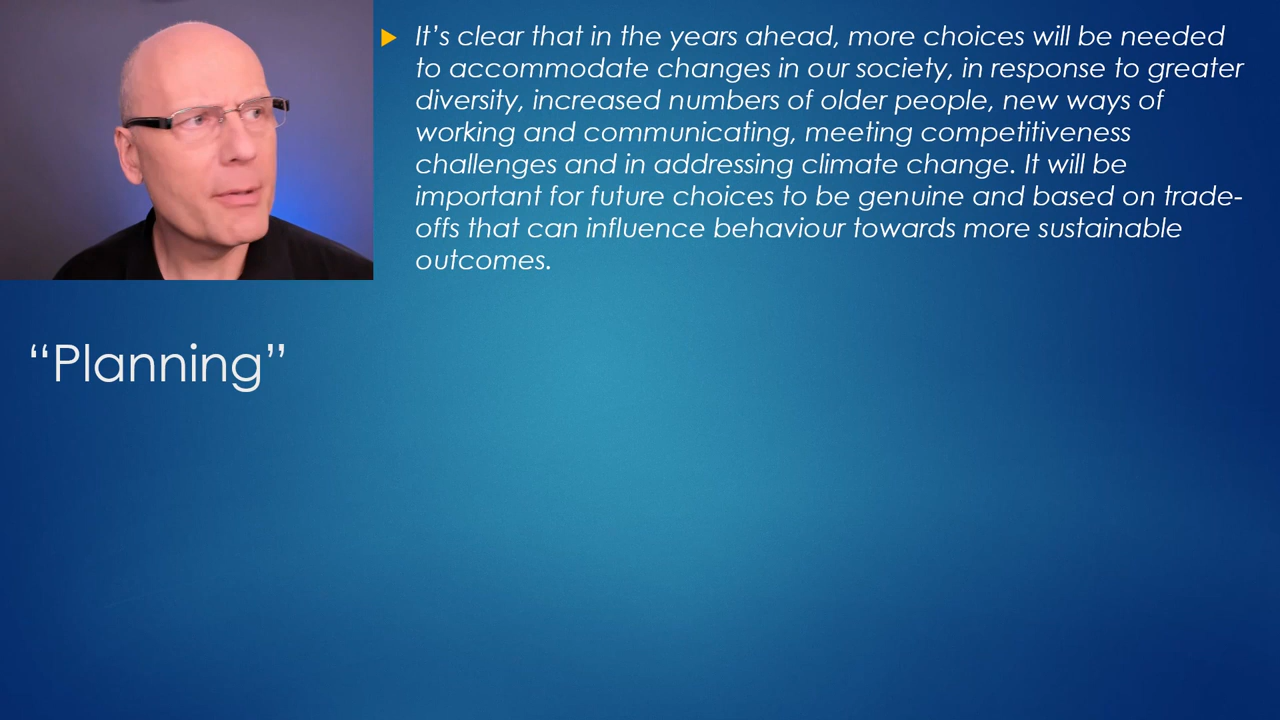 It’s clear that in the years ahead, more choices will be needed
to accommodate changes in our society, in response to greater
diversity, increased numbers of older people, new ways of
working and communicating, meeting competitiveness
challenges and in addressing climate change. It will be
important for future choices to be genuine and based on trade-
offs that can influence behaviour towards more sustainable
outcomes.
“Planning”